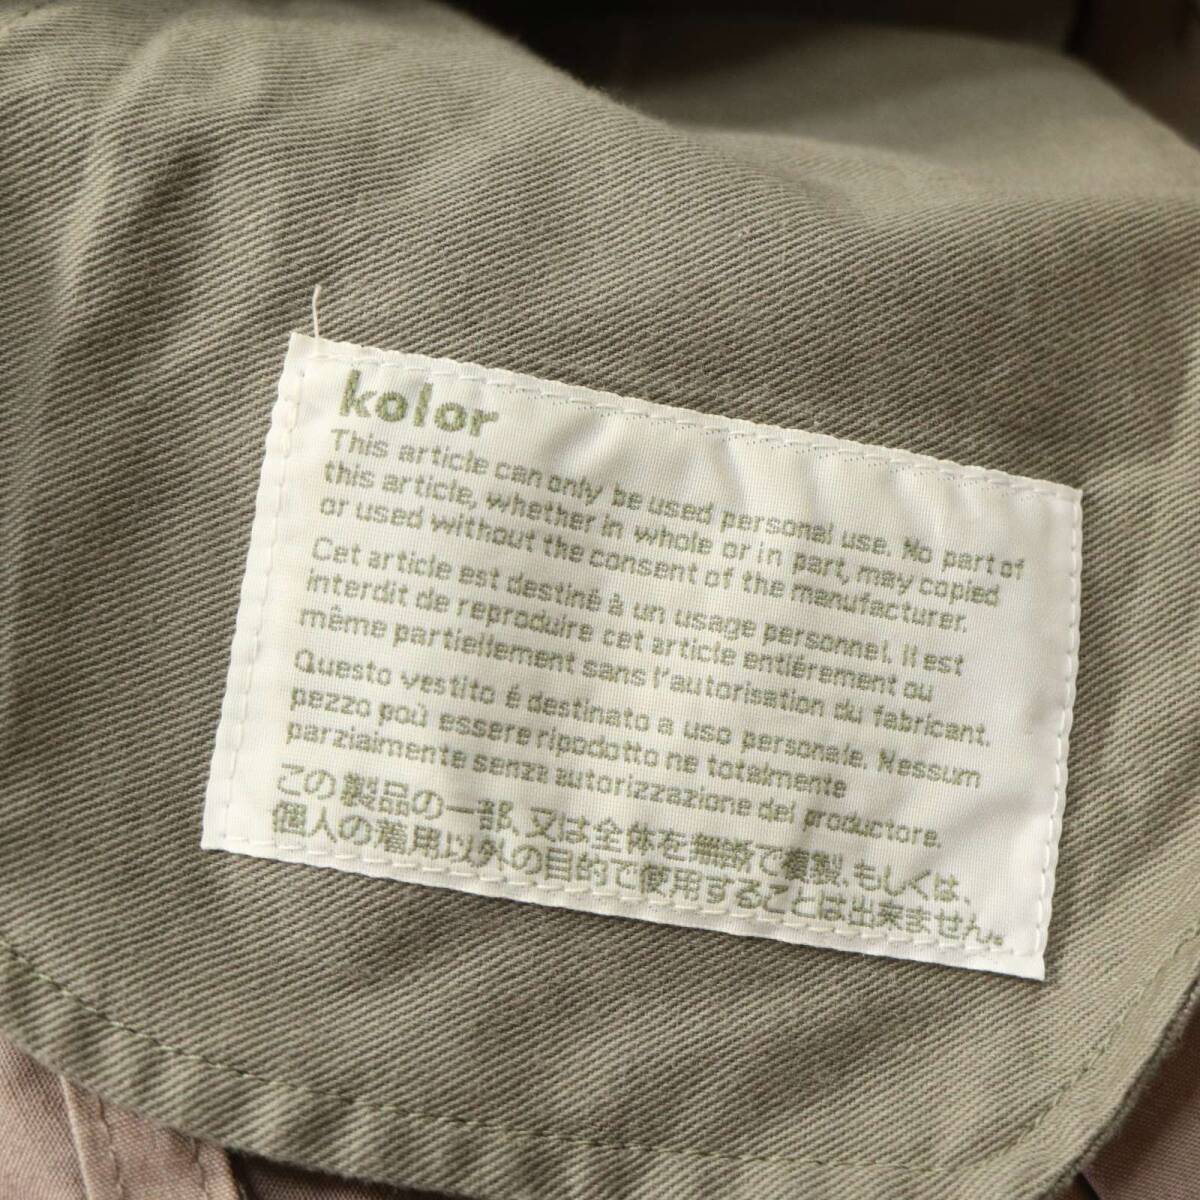 kolor
This article can only be used personal use. No part of
this article, whether in whole or in part, may copied
or used without the consent of the manufacturer.
Cet article est destiné à un usage personnel. Il est
interdit de reproduire cet article entiérement ou
même partiellement sans l'autorisation du fabricant.
Questo vestito é destinato a uso personale. Nessum
pezzo poù essere ripodotto ne totalmente
parziaimente senza autorizzazione del productore.
この製品の一部、又は全体を無断で複製、もしくは、
個人の着用以外の目的で使用することは出来ません。